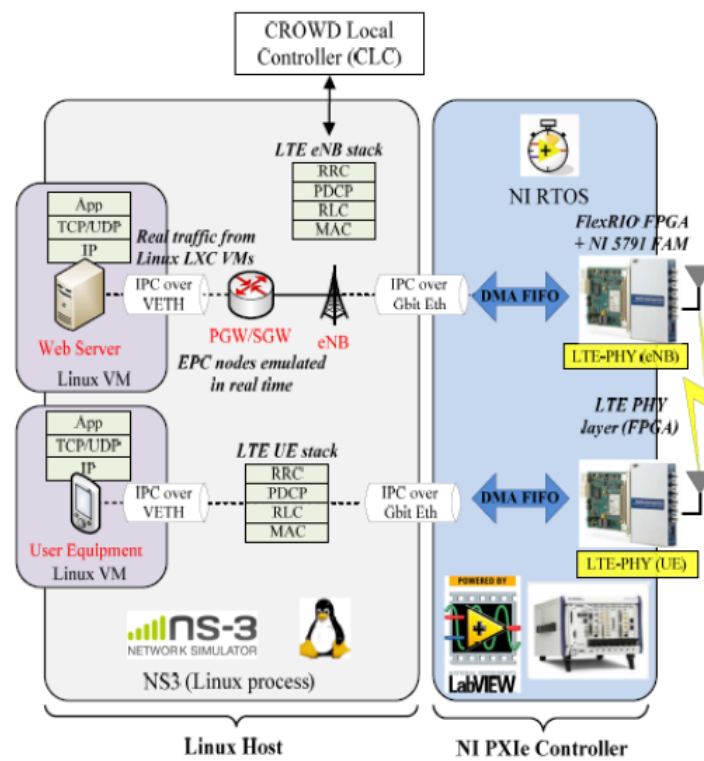 CROWD Local
Controller (CLC)
LTE eNB stack
RRC
PDCP
RLC
MAC
NI RTOS
App
TCP/UDP
IP
Real traffic from
Linux LXC VMs
FlexRIO FPGA
+ NI 5791 FAM
IPC over
VETH
IPC over
Gbit Eth
DMA FIFO
Web Server
Linux VM
PGW/SGW
eNB
EPC nodes emulated
in real time
LTE-PHY (eNB)
LTE PHY
layer (FPGA)
App
TCP/UDP
IP
LTE UE stack
RRC
PDCP
RLC
MAC
IPC over
VETH
IPC over
Gbit Eth
DMA FIFO
User Equipment
Linux VM
LTE-PHY (UE)
ns-3
NETWORK SIMULATOR
POWERED BY
LabVIEW
NS3 (Linux process)
Linux Host
NI PXIe Controller